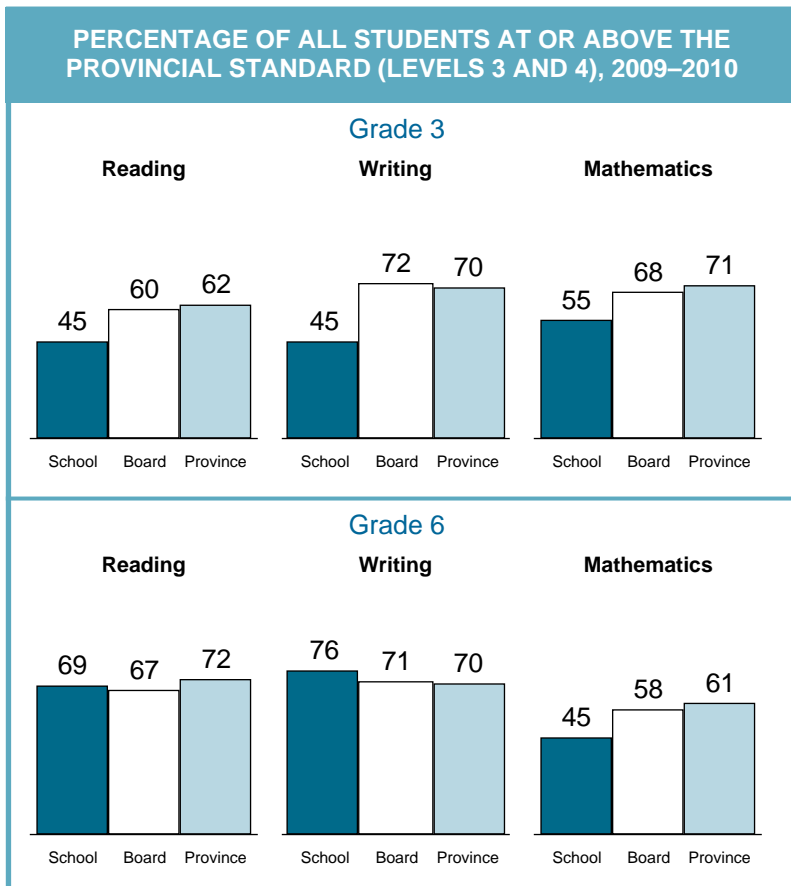 PERCENTAGE OF ALL STUDENTS AT OR ABOVE THE
PROVINCIAL STANDARD (LEVELS 3 AND 4), 2009–2010
Grade 3
Reading Writing Mathematics
45 60 62 45 72 70 55 68 71
School Board Province School Board Province School Board Province
Grade 6
Reading Writing Mathematics
69 67 72 76 71 70 45 58 61
School Board Province School Board Province School Board Province